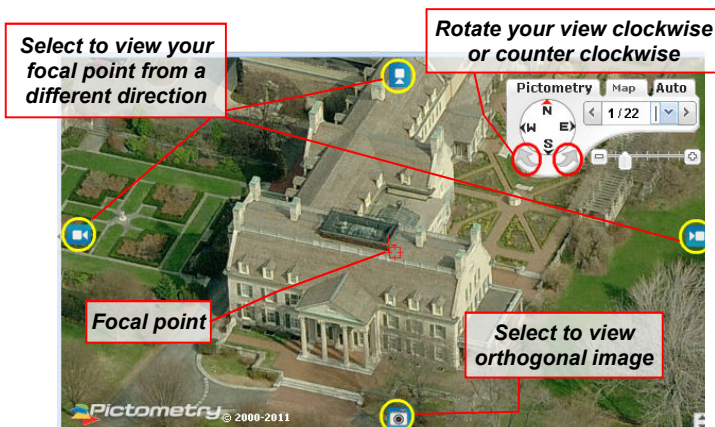 Select to view your
focal point from a
different direction
Rotate your view clockwise
or counter clockwise
Pictometry Map Auto
N
W E
S
1/22
Focal point
Select to view
orthogonal image
Pictometry © 2000-2011